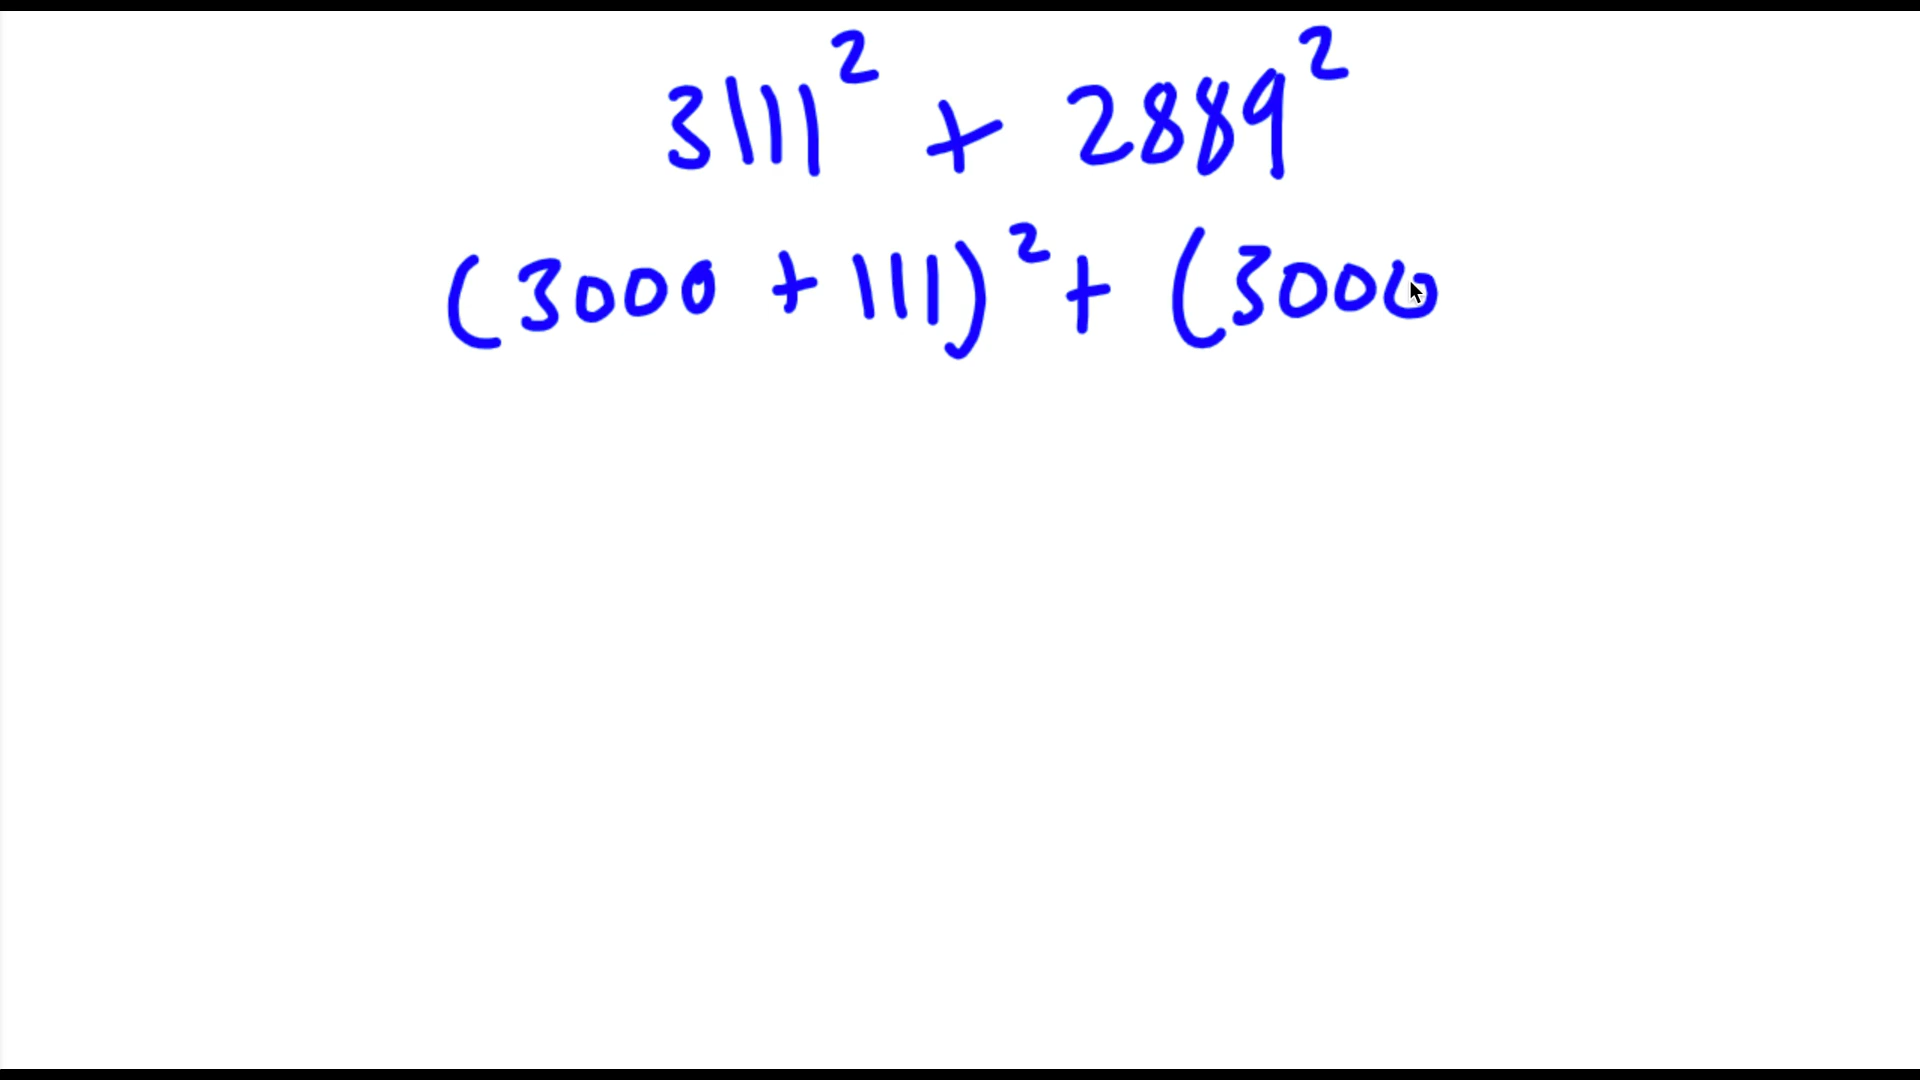 3111² + 2889²
(3000 + 111)² + (3000